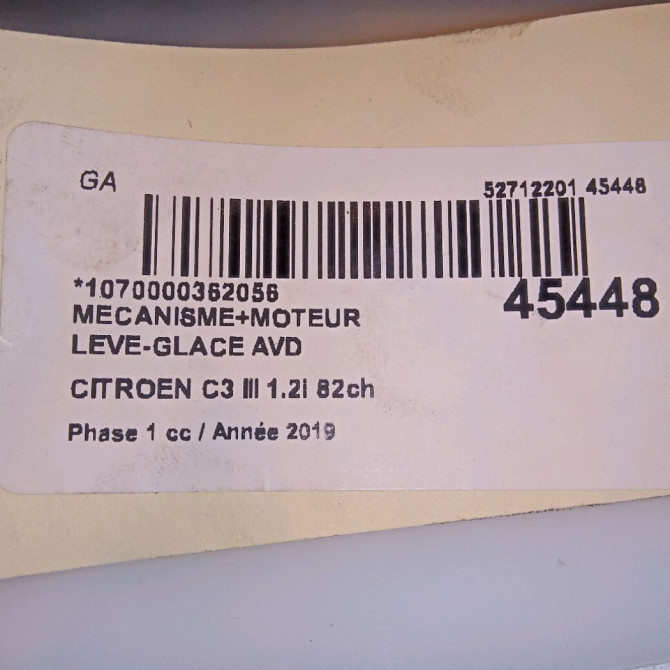 GA
52712201 45448
*1070000362056
45448
MECANISME+MOTEUR
LEVE-GLACE AVD
CITROEN C3 III 1.2i 82ch
Phase 1 cc / Année 2019